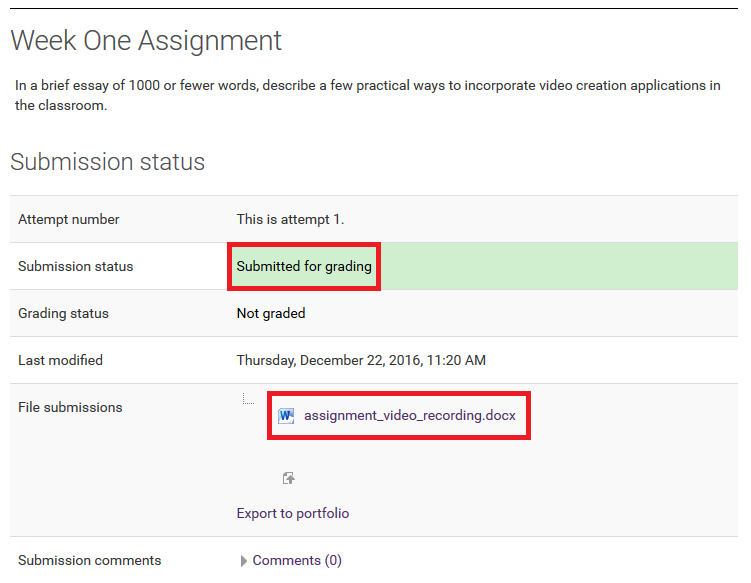 Week One Assignment
In a brief essay of 1000 or fewer words, describe a few practical ways to incorporate video creation applications in
the classroom.
Submission status
Attempt number This is attempt 1.
Submission status Submitted for grading
Grading status Not graded
Last modified Thursday, December 22, 2016, 11:20 AM
File submissions assignment_video_recording.docx
Export to portfolio
Submission comments Comments (0)